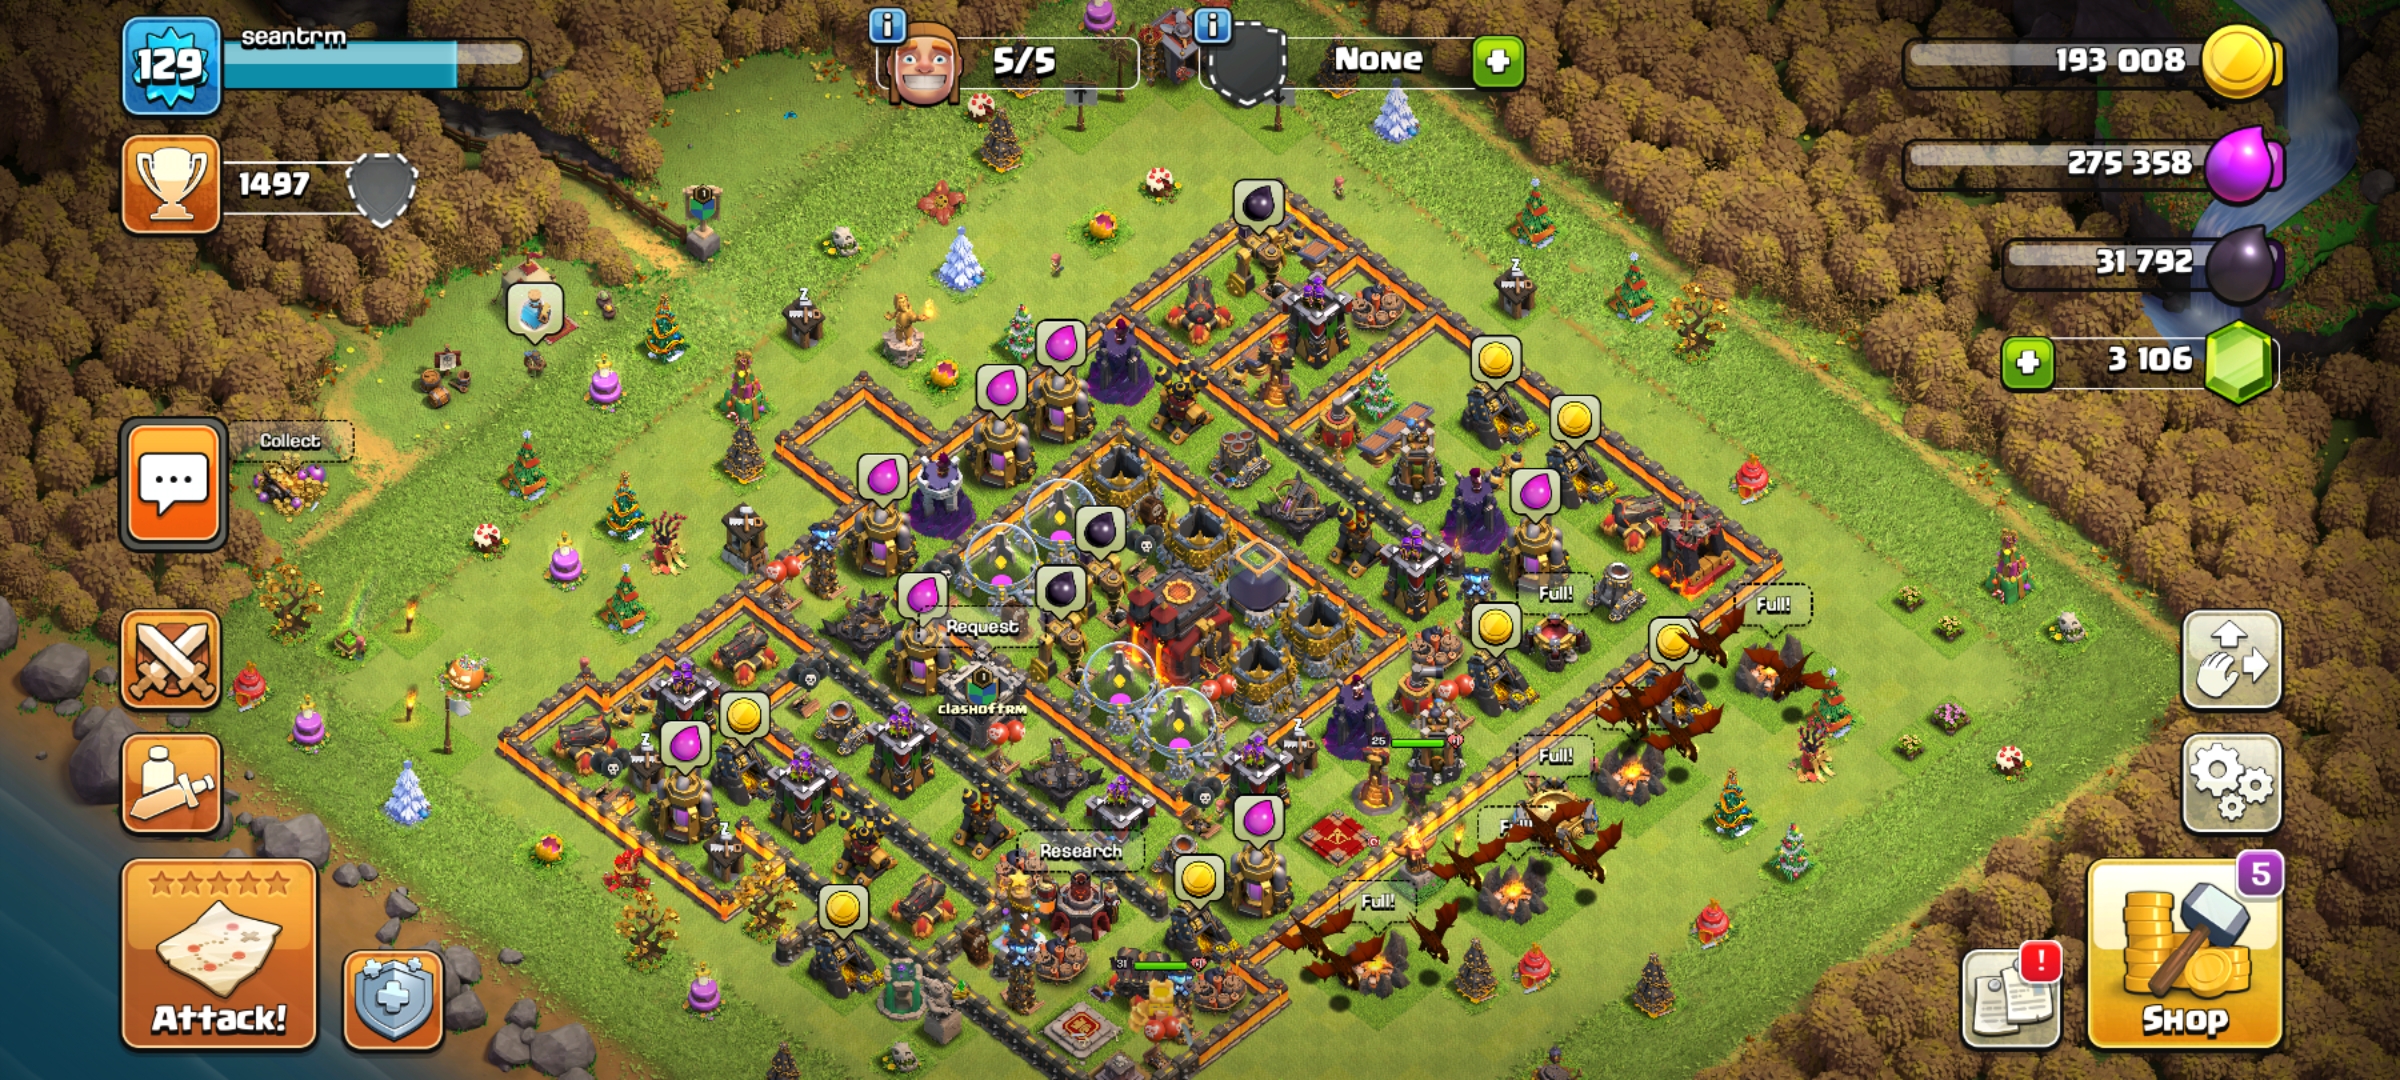 129
seantrm
5/5
None
193 008
1497
275 358
31 792
3 106
Collect
Full!
Full!
Request
clashoftrm
25
Full!
Research
Full!
31
5
Attack!
Shop